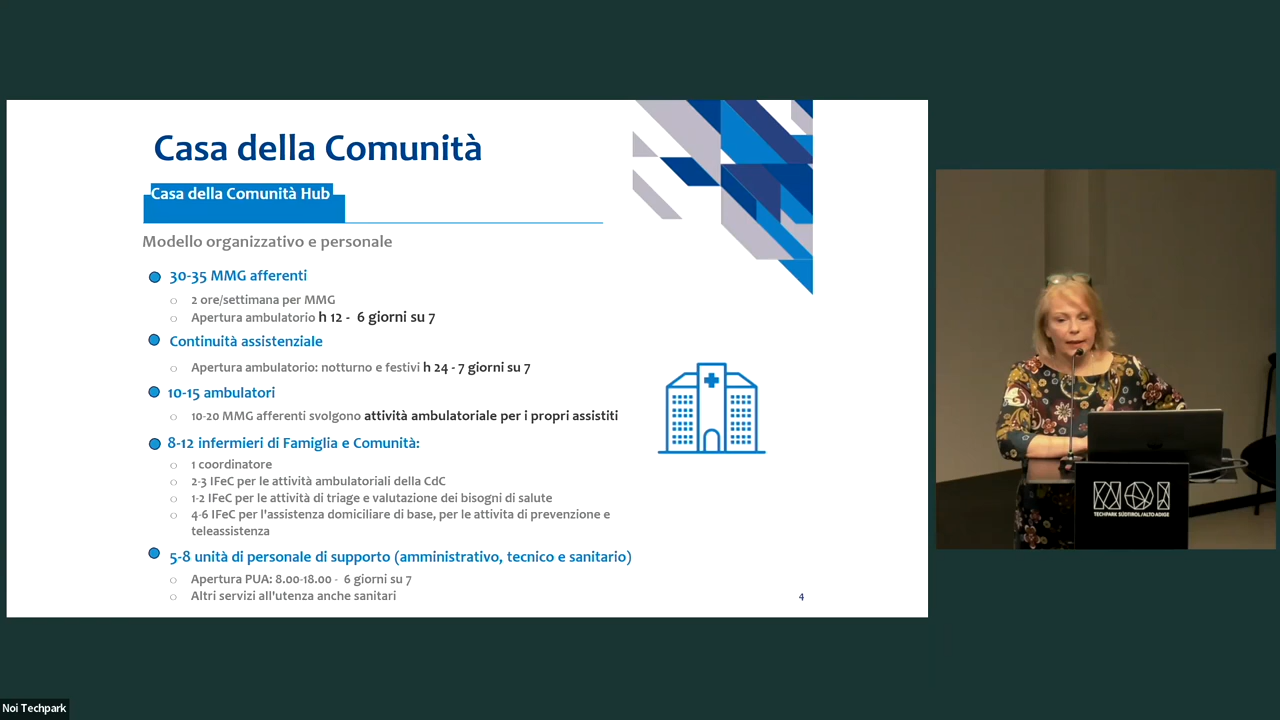 Casa della Comunità
Casa della Comunità Hub
Modello organizzativo e personale
30-35 MMG afferenti
2 ore/settimana per MMG
Apertura ambulatorio h 12 - 6 giorni su 7
Continuità assistenziale
Apertura ambulatorio: notturno e festivi h 24 - 7 giorni su 7
10-15 ambulatori
10-20 MMG afferenti svolgono attività ambulatoriale per i propri assistiti
8-12 infermieri di Famiglia e Comunità:
1 coordinatore
2-3 IFeC per le attività ambulatoriali della CdC
1-2 IFeC per le attività di triage e valutazione dei bisogni di salute
4-6 IFeC per l'assistenza domiciliare di base, per le attivita di prevenzione e
teleassistenza
5-8 unità di personale di supporto (amministrativo, tecnico e sanitario)
Apertura PUA: 8.00-18.00 - 6 giorni su 7
Altri servizi all'utenza anche sanitari
4
NOI
TECHPARK SÜDTIROL/ALTO ADIGE
Noi Techpark